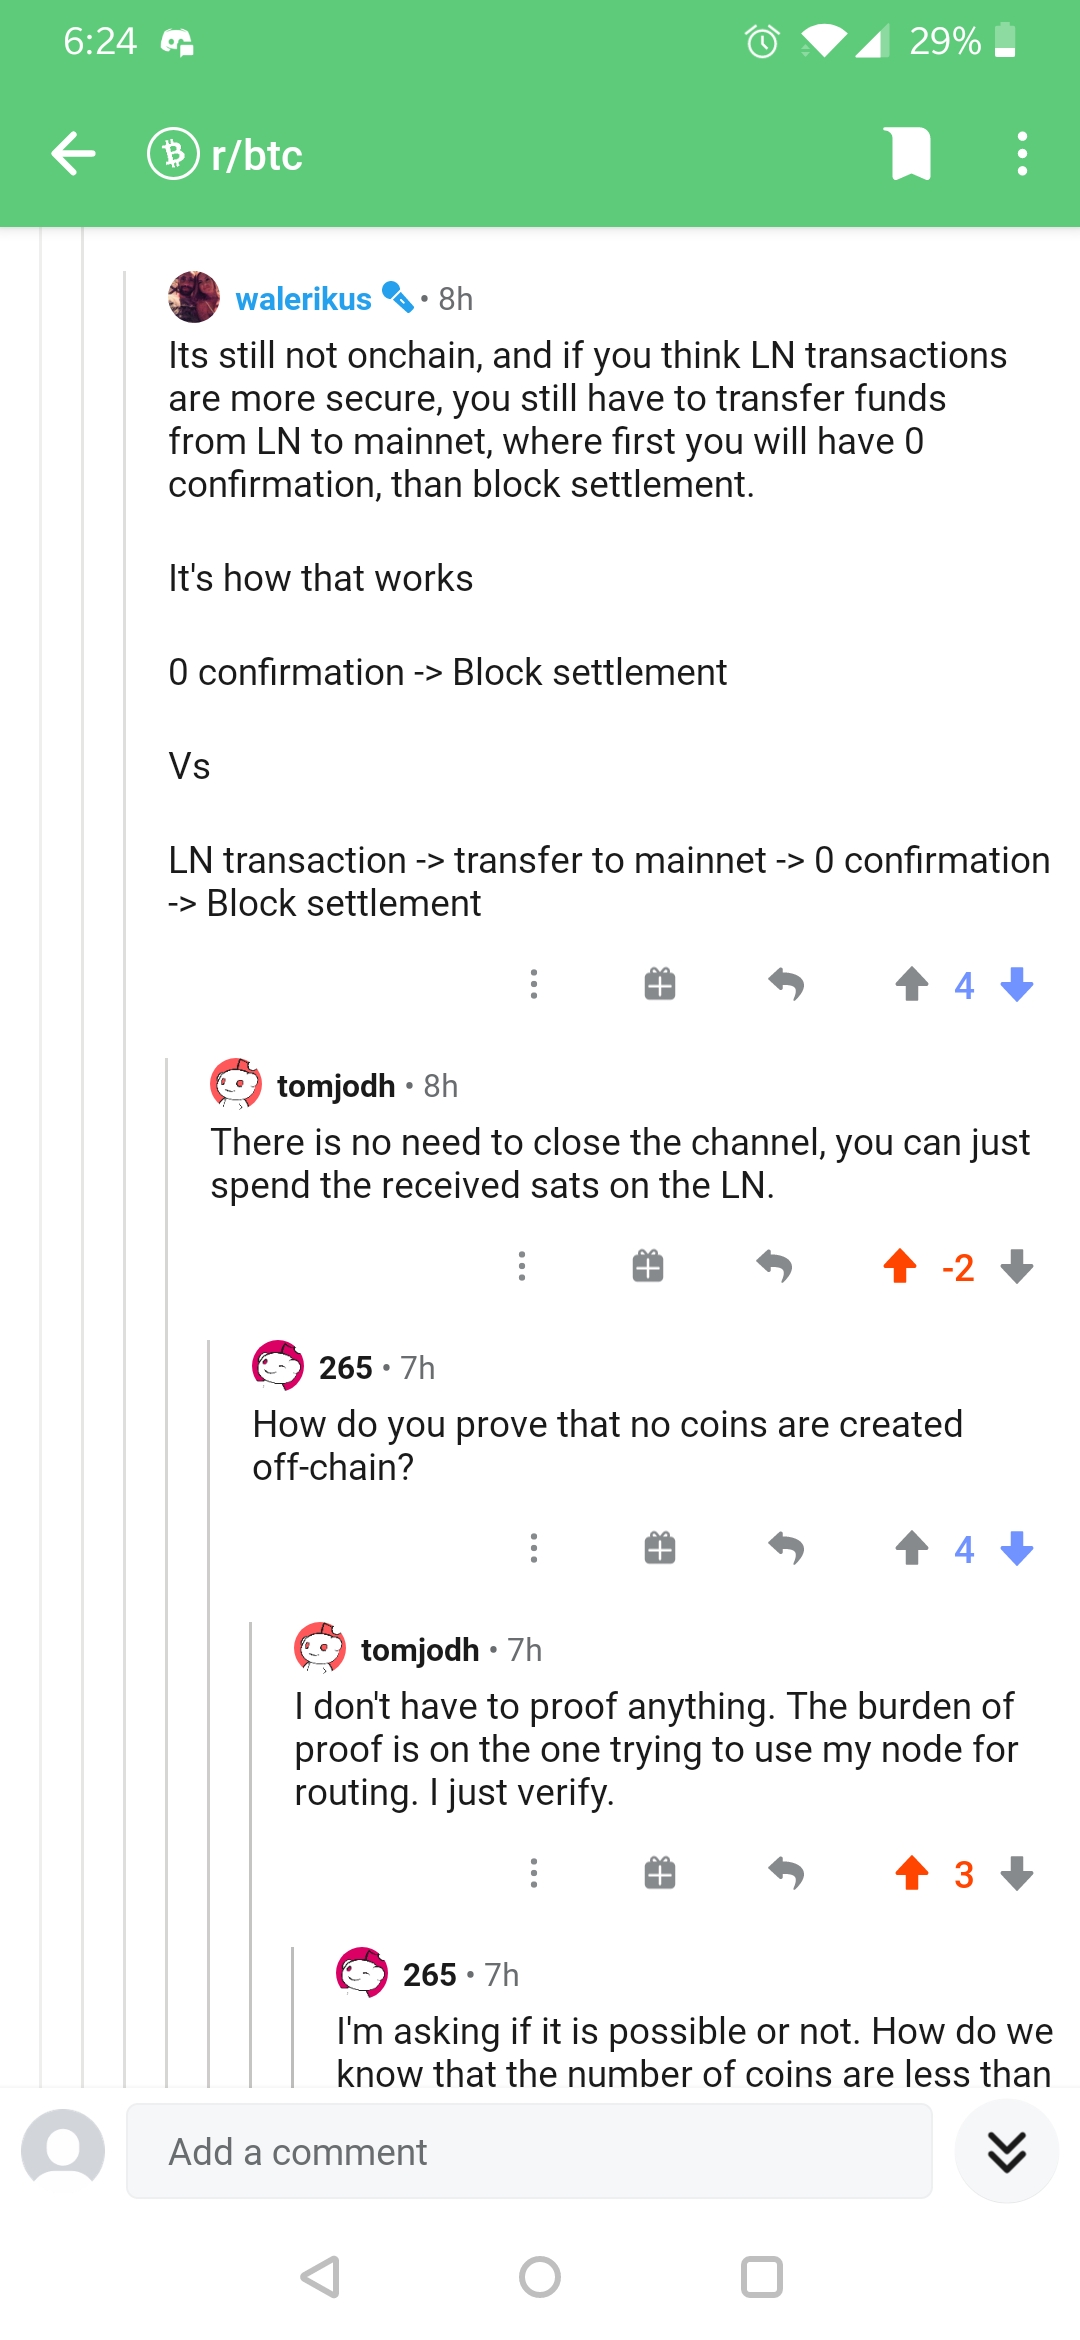 6:24
29%
r/btc
walerikus • 8h
Its still not onchain, and if you think LN transactions
are more secure, you still have to transfer funds
from LN to mainnet, where first you will have 0
confirmation, than block settlement.
It's how that works
0 confirmation -> Block settlement
Vs
LN transaction -> transfer to mainnet -> 0 confirmation
-> Block settlement
4
tomjodh • 8h
There is no need to close the channel, you can just
spend the received sats on the LN.
-2
265 • 7h
How do you prove that no coins are created
off-chain?
4
tomjodh • 7h
I don't have to proof anything. The burden of
proof is on the one trying to use my node for
routing. I just verify.
3
265 • 7h
I'm asking if it is possible or not. How do we
know that the number of coins are less than
Add a comment